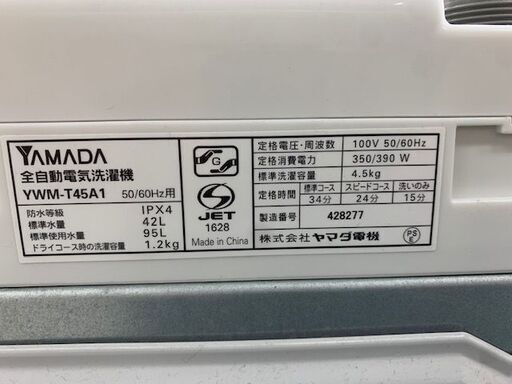 YAMADA
全自動電気洗濯機
YWM-T45A1 50/60Hz用
防水等級 IPX4
標準水量 42L
標準使用水量 95L
ドライコース時の洗濯容量 1.2kg
G
S
JET
1628
Made in China
定格電圧・周波数 100V 50/60Hz
定格消費電力 350/390 W
標準洗濯容量 4.5kg
定格時間 標準コース スピードコース 洗いのみ
34分 24分 15分
製造番号 428277
株式会社ヤマダ電機
PS
E